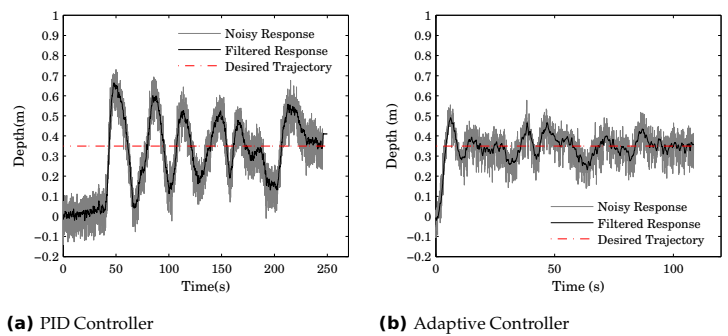 1
0.9
0.8
0.7
0.6
0.5
0.4
0.3
0.2
0.1
0
−0.1
−0.2
Depth(m)
Noisy Response
Filtered Response
Desired Trajectory
0 50 100 150 200 250
Time(s)
(a) PID Controller
1
0.9
0.8
0.7
0.6
0.5
0.4
0.3
0.2
0.1
0
−0.1
−0.2
Depth (m)
Noisy Response
Filtered Response
Desired Trajectory
0 50 100
Time (s)
(b) Adaptive Controller